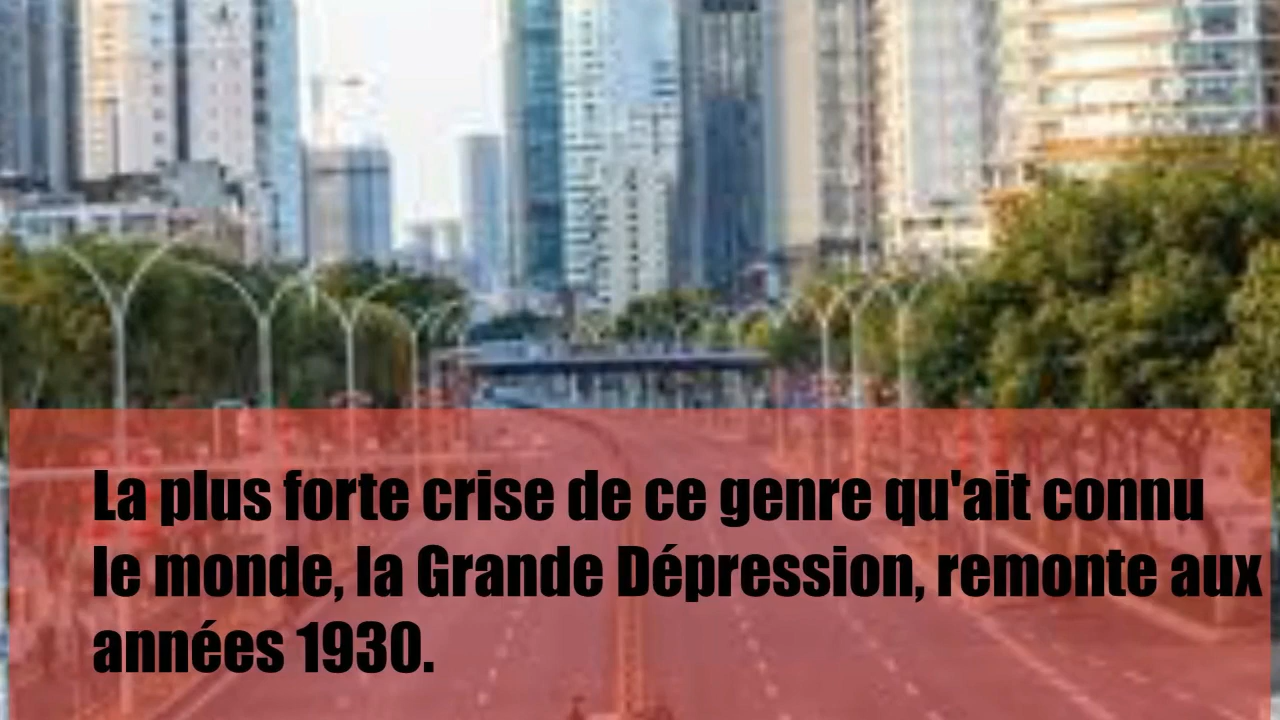 La plus forte crise de ce genre qu'ait connu
le monde, la Grande Dépression, remonte aux
années 1930.